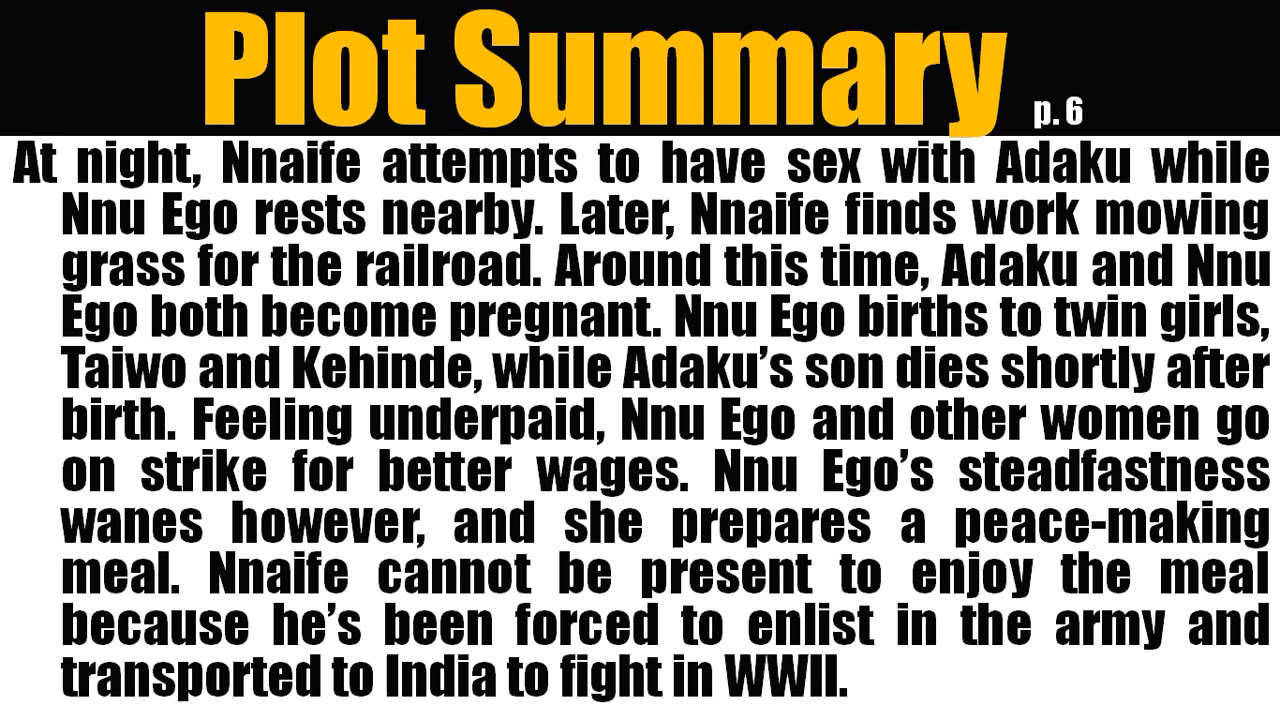 Plot Summary p. 6
At night, Nnaife attempts to have sex with Adaku while
Nnu Ego rests nearby. Later, Nnaife finds work mowing
grass for the railroad. Around this time, Adaku and Nnu
Ego both become pregnant. Nnu Ego births to twin girls,
Taiwo and Kehinde, while Adaku’s son dies shortly after
birth. Feeling underpaid, Nnu Ego and other women go
on strike for better wages. Nnu Ego’s steadfastness
wanes however, and she prepares a peace-making
meal. Nnaife cannot be present to enjoy the meal
because he’s been forced to enlist in the army and
transported to India to fight in WWII.